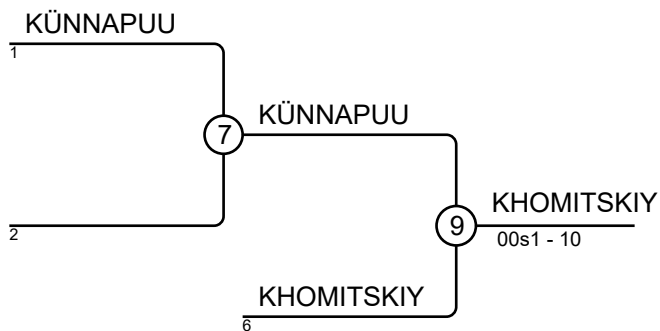 KÜNNAPUU
1
7
KÜNNAPUU
2
9
KHOMITSKIY
00s1 - 10
KHOMITSKIY
6